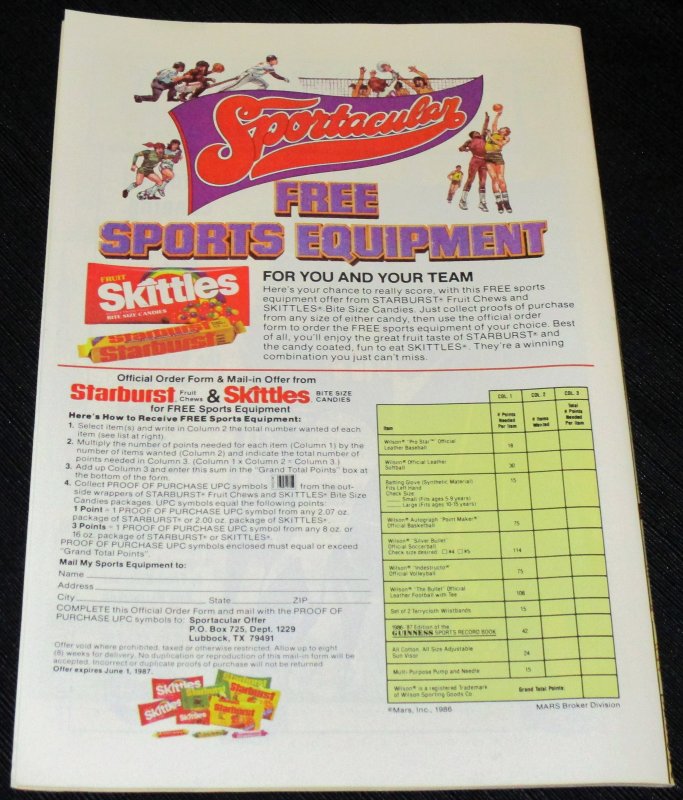 Sportacular
FREE
SPORTS EQUIPMENT
FRUIT
Skittles
BITE SIZE CANDIES
Starburst
Starburst
FOR YOU AND YOUR TEAM
Here's your chance to really score, with this FREE sports
equipment offer from STARBURST® Fruit Chews and
SKITTLES® Bite Size Candies. Just collect proofs of purchase
from any size of either candy, then use the official order
form to order the FREE sports equipment of your choice. Best
of all, you'll enjoy the great fruit taste of STARBURST® and
the candy coated, fun to eat SKITTLES®. They're a winning
combination you just can't miss.
Official Order Form & Mail-in Offer from
Starburst Fruit Chews & Skittles BITE SIZE CANDIES
for FREE Sports Equipment
Here's How to Receive FREE Sports Equipment:
1. Select item(s) and write in Column 2 the total number wanted of each
item (see list at right).
2. Multiply the number of points needed for each item (Column 1) by the
number of items wanted (Column 2) and indicate the total number of
points needed in Column 3. (Column 1 x Column 2 = Column 3.)
3. Add up Column 3 and enter this sum in the "Grand Total Points" box at
the bottom of the form.
4. Collect PROOF OF PURCHASE UPC symbols from the out-
side wrappers of STARBURST® Fruit Chews and SKITTLES® Bite Size
Candies packages. UPC symbols equal the following points:
1 Point = 1 PROOF OF PURCHASE UPC symbol from any 2.07 oz.
package of STARBURST® or 2.00 oz. package of SKITTLES®.
3 Points = 1 PROOF OF PURCHASE UPC symbol from any 8 oz. or
16 oz. package of STARBURST® or SKITTLES®.
PROOF OF PURCHASE UPC symbols enclosed must equal or exceed
"Grand Total Points".
Mail My Sports Equipment to:
Name
Address
City State ZIP
COMPLETE this Official Order Form and mail with the PROOF OF
PURCHASE UPC symbols to: Sportacular Offer
P.O. Box 725, Dept. 1229
Lubbock, TX 79491
Offer void where prohibited, taxed or otherwise restricted. Allow up to eight
(8) weeks for delivery. No duplication or reproduction of this mail-in form will be
accepted. Incorrect or duplicate proofs of purchase will not be returned.
Offer expires June 1, 1987.
Skittles
Starburst
Skittles
Skittles
Starburst
COL. 1 COL. 2 COL. 3
Item # Points Needed Per Item # Items Wanted Total # Points Needed Per Item
Wilson® "Pro Star" Official
Leather Baseball 18
Wilson® Official Leather
Softball 30
Batting Glove (Synthetic Material) 15
Fits Left Hand
Check Size:
Small (Fits ages 5-9 years)
Large (Fits ages 10-15 years)
Wilson® Autograph "Point Maker"
Official Basketball 75
Wilson® "Silver Bullet"
Official Soccerball
Check size desired □#4 □#5 114
Wilson® "Indestructo"
Official Volleyball 75
Wilson® "The Bullet" Official
Leather Football with Tee 108
Set of 2 Terrycloth Wristbands 15
1986-'87 Edition of the
GUINNESS SPORTS RECORD BOOK 42
All Cotton, All Size Adjustable
Sun Visor 24
Multi-Purpose Pump and Needle 15
Wilson® is a registered Trademark
of Wilson Sporting Goods Co. Grand Total Points:
©Mars, Inc., 1986 MARS Broker Division